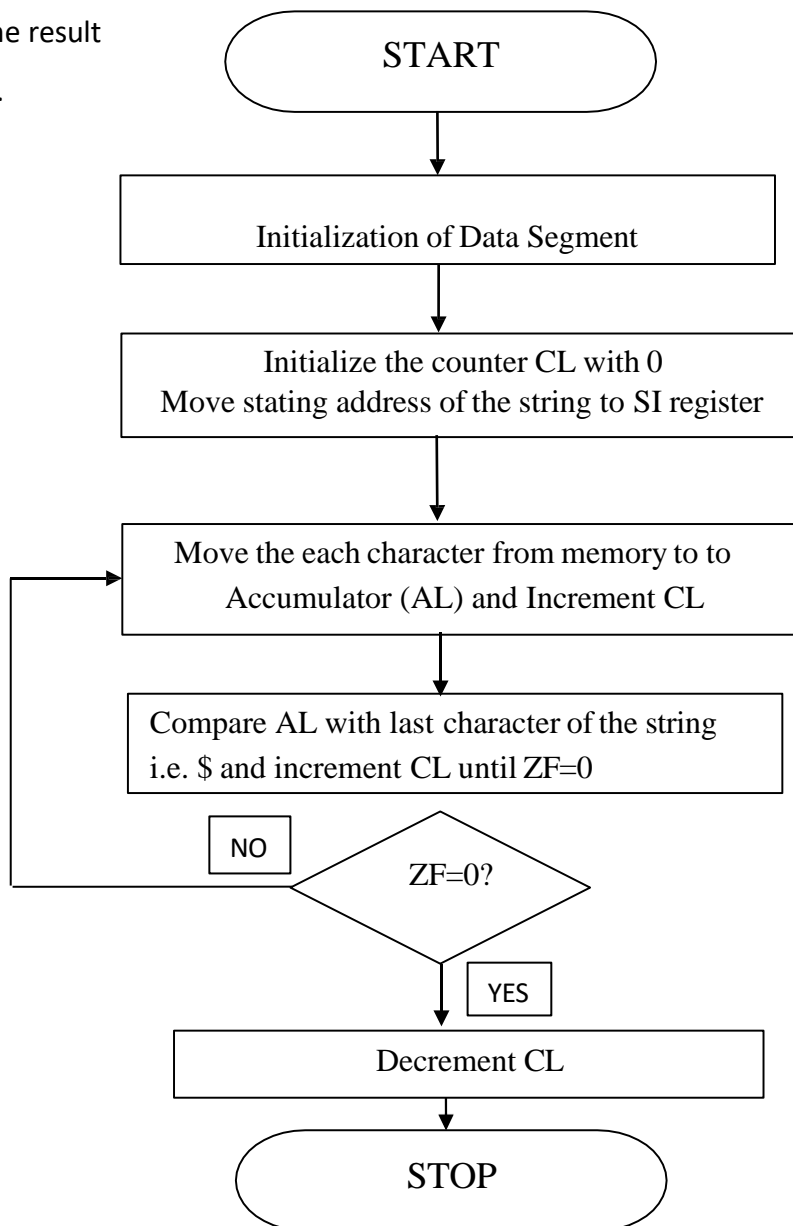 ne result
.
START
Initialization of Data Segment
Initialize the counter CL with 0
Move stating address of the string to SI register
Move the each character from memory to to
Accumulator (AL) and Increment CL
Compare AL with last character of the string
i.e. $ and increment CL until ZF=0
NO
ZF=0?
YES
Decrement CL
STOP